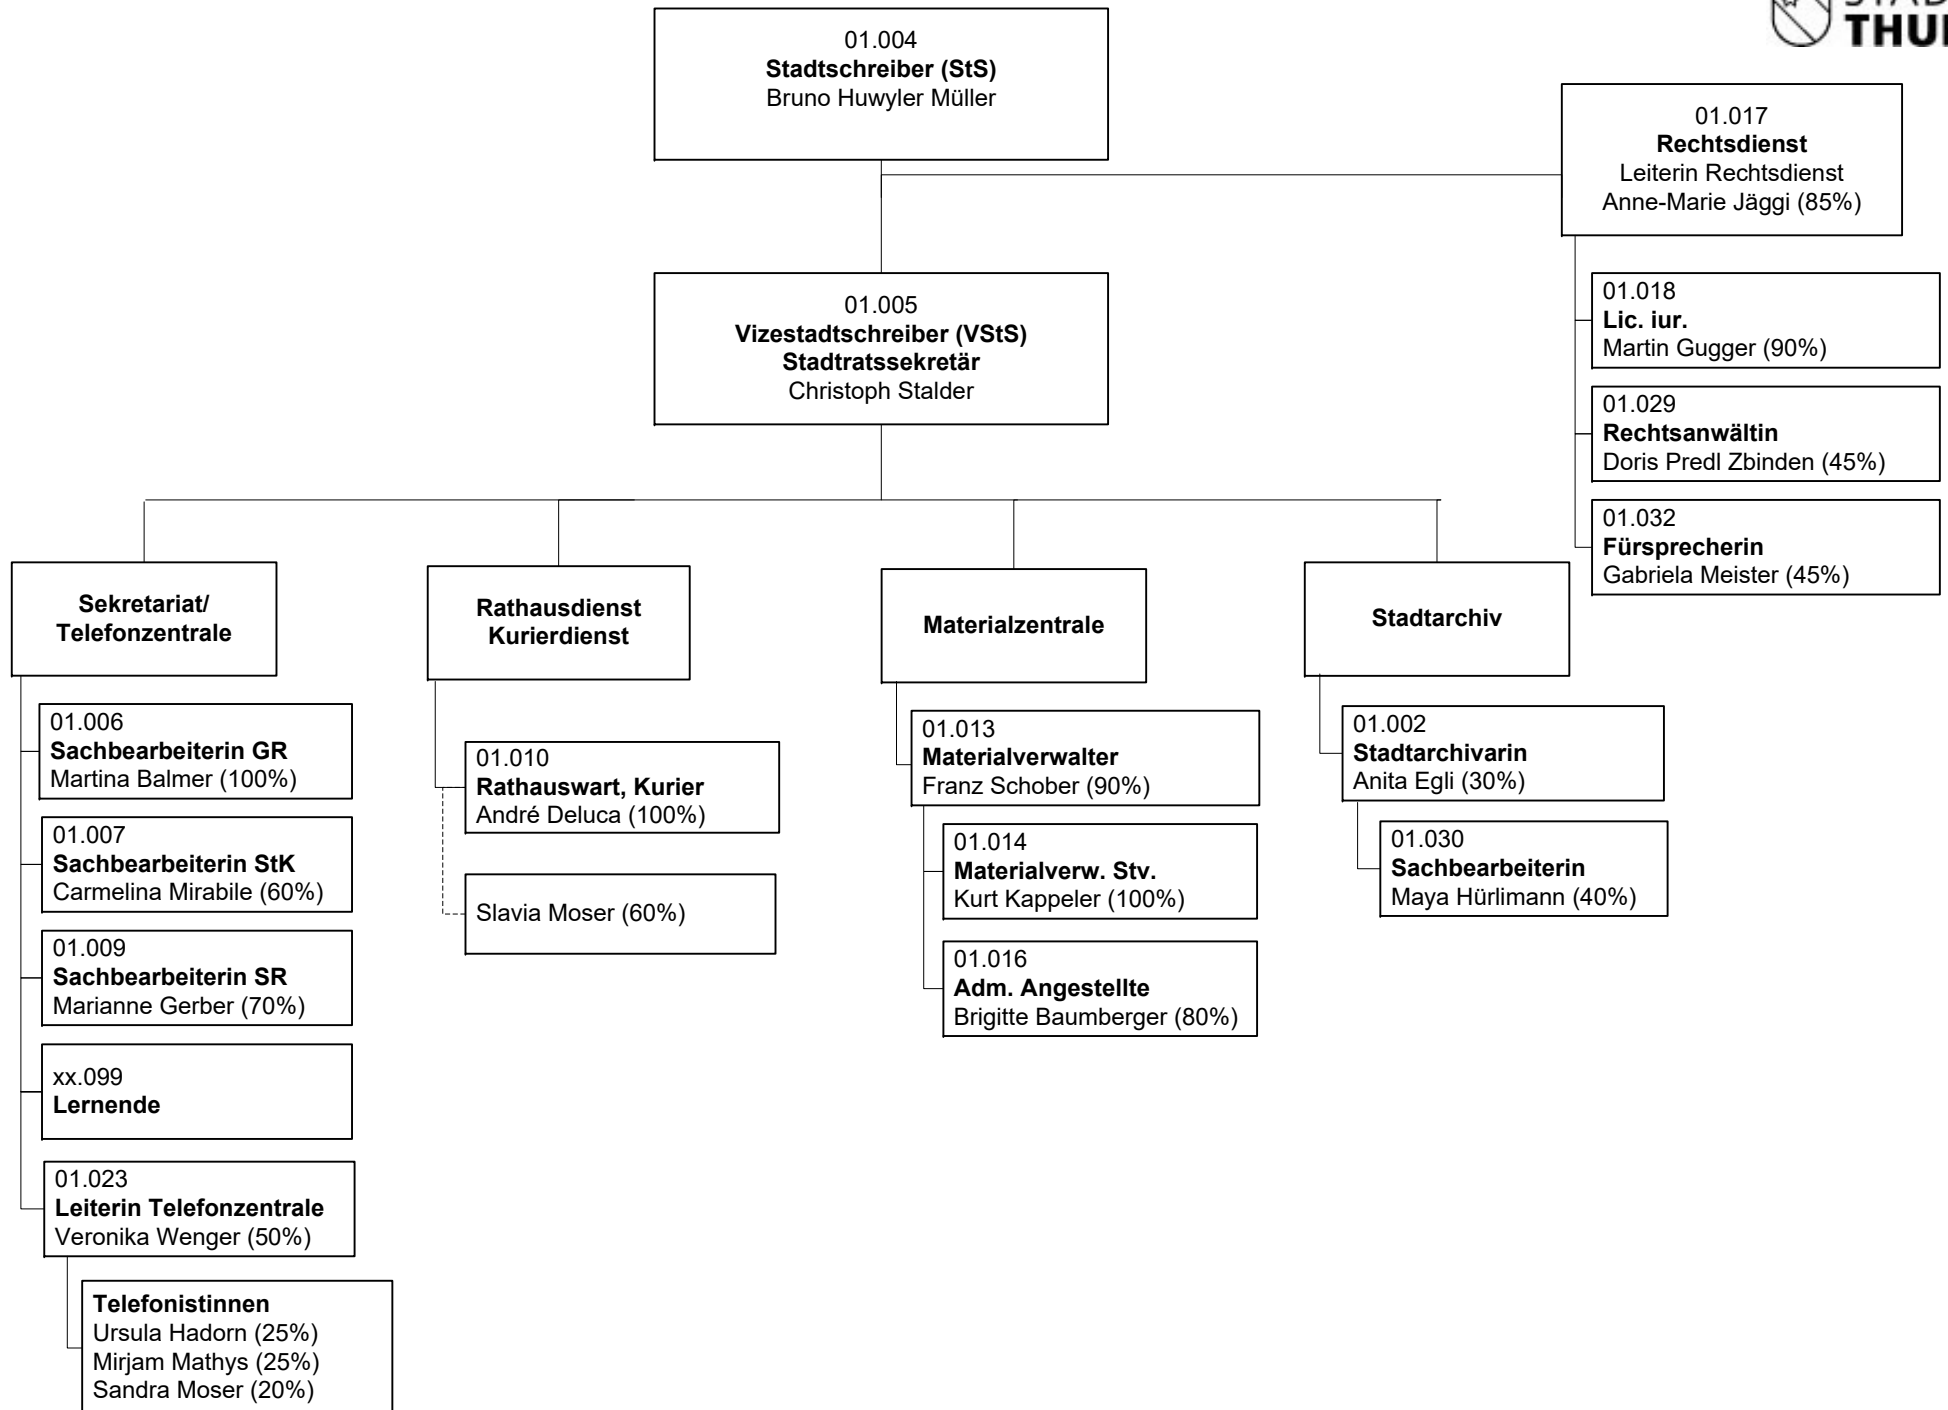 01.004
Stadtschreiber (StS)
Bruno Huwyler Müller
01.017
Rechtsdienst
Leiterin Rechtsdienst
Anne-Marie Jäggi (85%)
01.018
Lic. iur.
Martin Gugger (90%)
01.029
Rechtsanwältin
Doris Predl Zbinden (45%)
01.032
Fürsprecherin
Gabriela Meister (45%)
01.005
Vizestadtschreiber (VStS)
Stadtratssekretär
Christoph Stalder
Sekretariat/
Telefonzentrale
01.006
Sachbearbeiterin GR
Martina Balmer (100%)
01.007
Sachbearbeiterin StK
Carmelina Mirabile (60%)
01.009
Sachbearbeiterin SR
Marianne Gerber (70%)
xx.099
Lernende
01.023
Leiterin Telefonzentrale
Veronika Wenger (50%)
Telefonistinnen
Ursula Hadorn (25%)
Mirjam Mathys (25%)
Sandra Moser (20%)
Rathausdienst
Kurierdienst
01.010
Rathauswart, Kurier
André Deluca (100%)
Slavia Moser (60%)
Materialzentrale
01.013
Materialverwalter
Franz Schober (90%)
01.014
Materialverw. Stv.
Kurt Kappeler (100%)
01.016
Adm. Angestellte
Brigitte Baumberger (80%)
Stadtarchiv
01.002
Stadtarchivarin
Anita Egli (30%)
01.030
Sachbearbeiterin
Maya Hürlimann (40%)